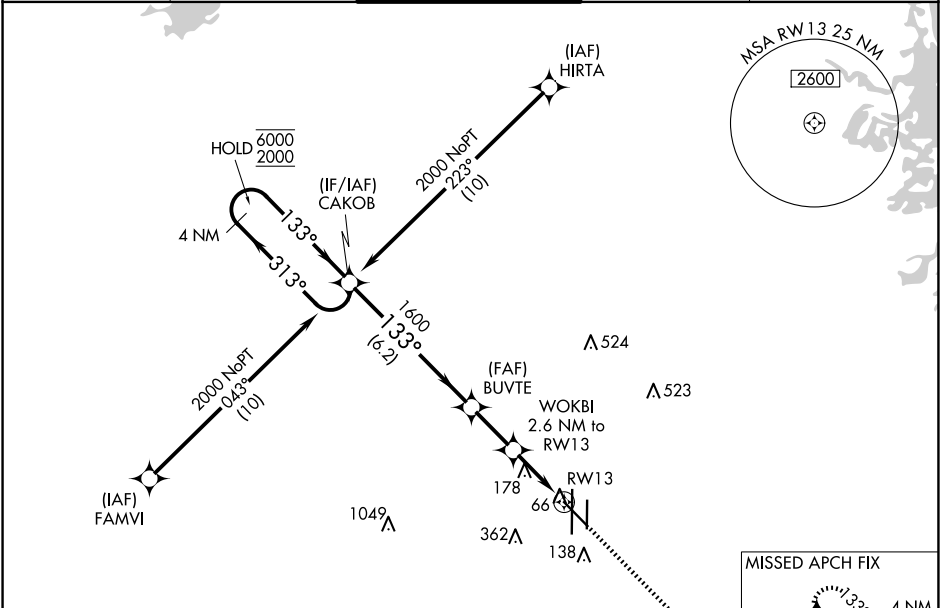 (IAF)
HIRTA
MSA RW13 25 NM
2600
HOLD 6000
2000
2000 NoPT
223°
(10)
(IF/IAF)
CAKOB
4 NM
133°
313°
1600
133°
(6.2)
524
(FAF)
BUVTE
523
2000 NoPT
043°
(10)
WOKBI
2.6 NM to
RW13
(IAF)
FAMVI
178
RW13
66
1049
362
138
MISSED APCH FIX
133°
4 NM